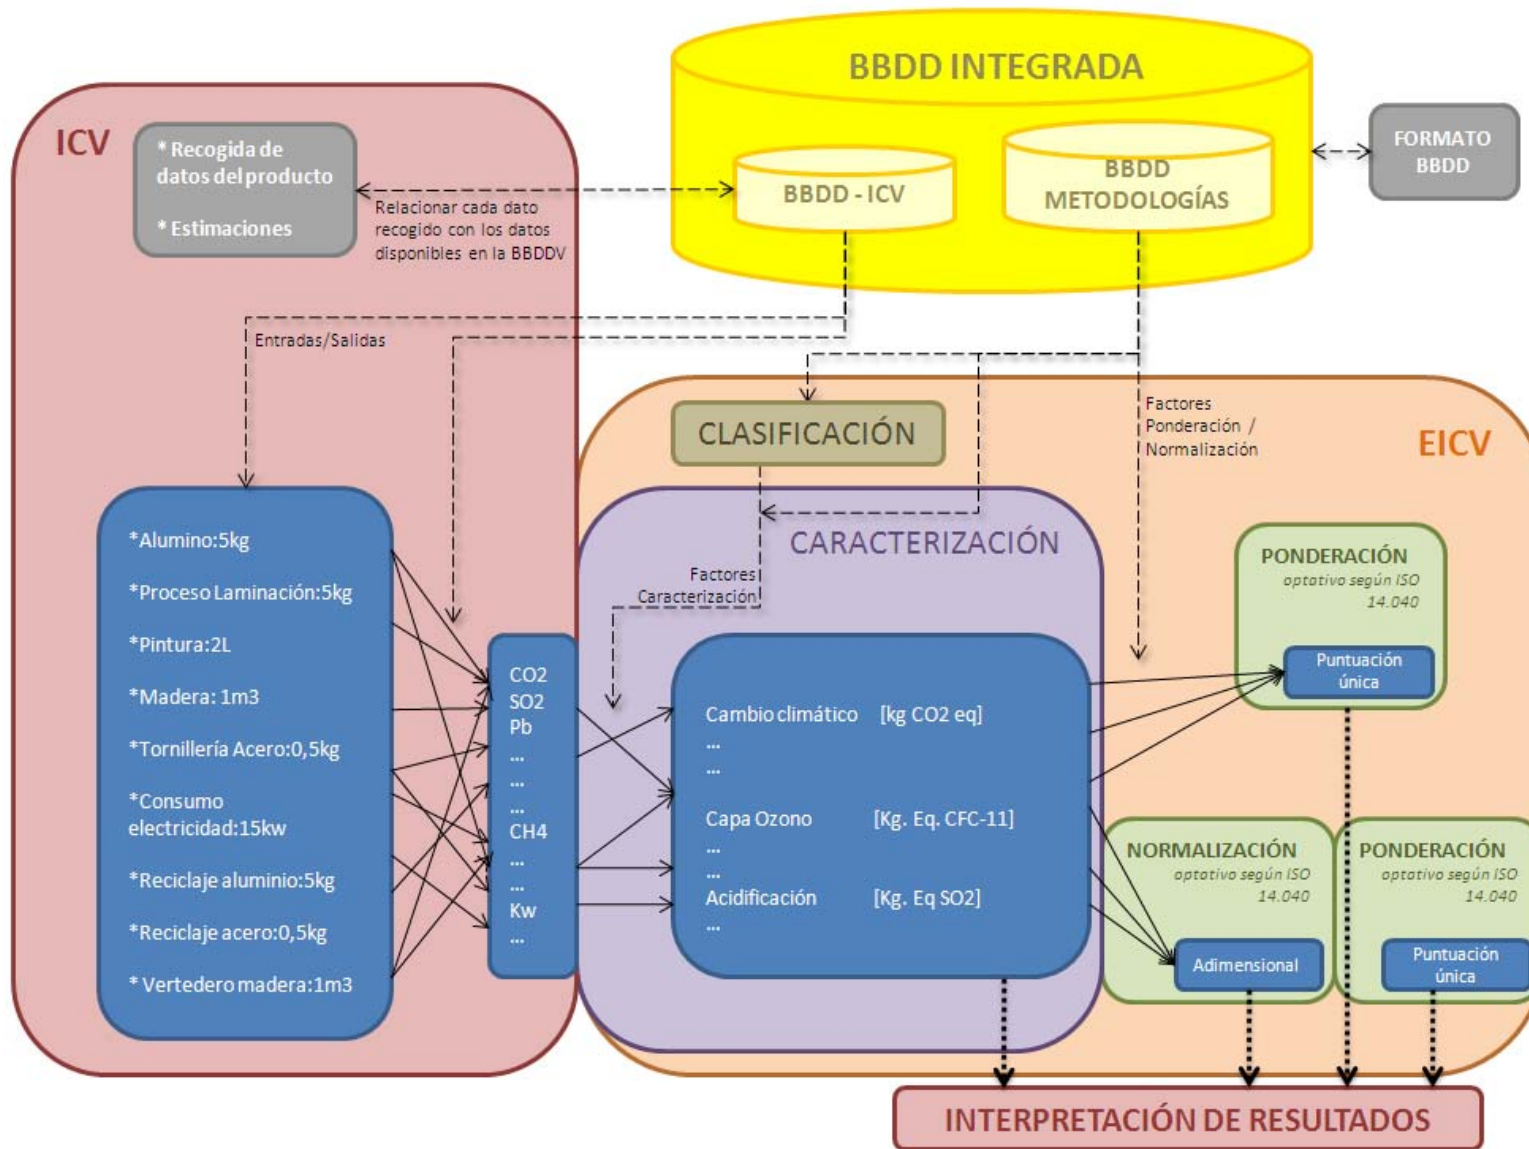 BBDD INTEGRADA
BBDD - ICV
BBDD
METODOLOGÍAS
FORMATO
BBDD
ICV
* Recogida de
datos del producto
* Estimaciones
Relacionar cada dato
recogido con los datos
disponibles en la BBDDV
Entradas/Salidas
*Alumino:5kg
*Proceso Laminación:5kg
*Pintura:2L
*Madera: 1m3
*Tornillería Acero:0,5kg
*Consumo
electricidad:15kw
*Reciclaje aluminio:5kg
*Reciclaje acero:0,5kg
* Vertedero madera:1m3
CO2
SO2
Pb
...
...
...
CH4
...
...
Kw
...
EICV
CLASIFICACIÓN
Factores
Ponderación /
Normalización
CARACTERIZACIÓN
Factores
Caracterización
Cambio climático [kg CO2 eq]
...
...
Capa Ozono [Kg. Eq. CFC-11]
...
...
Acidificación [Kg. Eq SO2]
...
PONDERACIÓN
optativo según ISO
14.040
Puntuación
única
NORMALIZACIÓN
optativo según ISO
14.040
Adimensional
PONDERACIÓN
optativo según ISO
14.040
Puntuación
única
INTERPRETACIÓN DE RESULTADOS